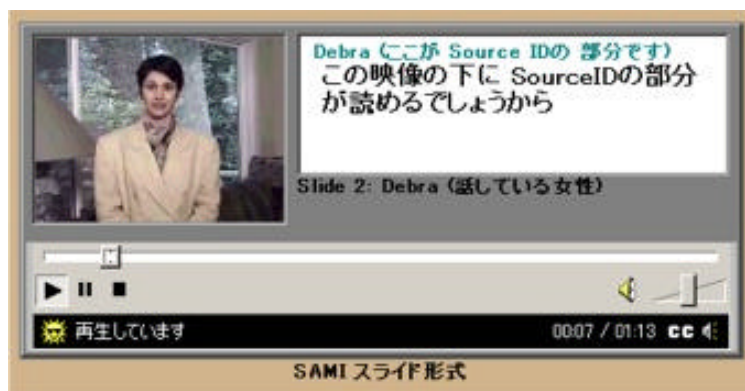 Debra (ここが Source IDの 部分です)
この映像の下に SourceIDの部分
が読めるでしょうから
Slide 2: Debra (話している女性)
再生しています
00:07 / 01:13 CC
SAMI スライド形式